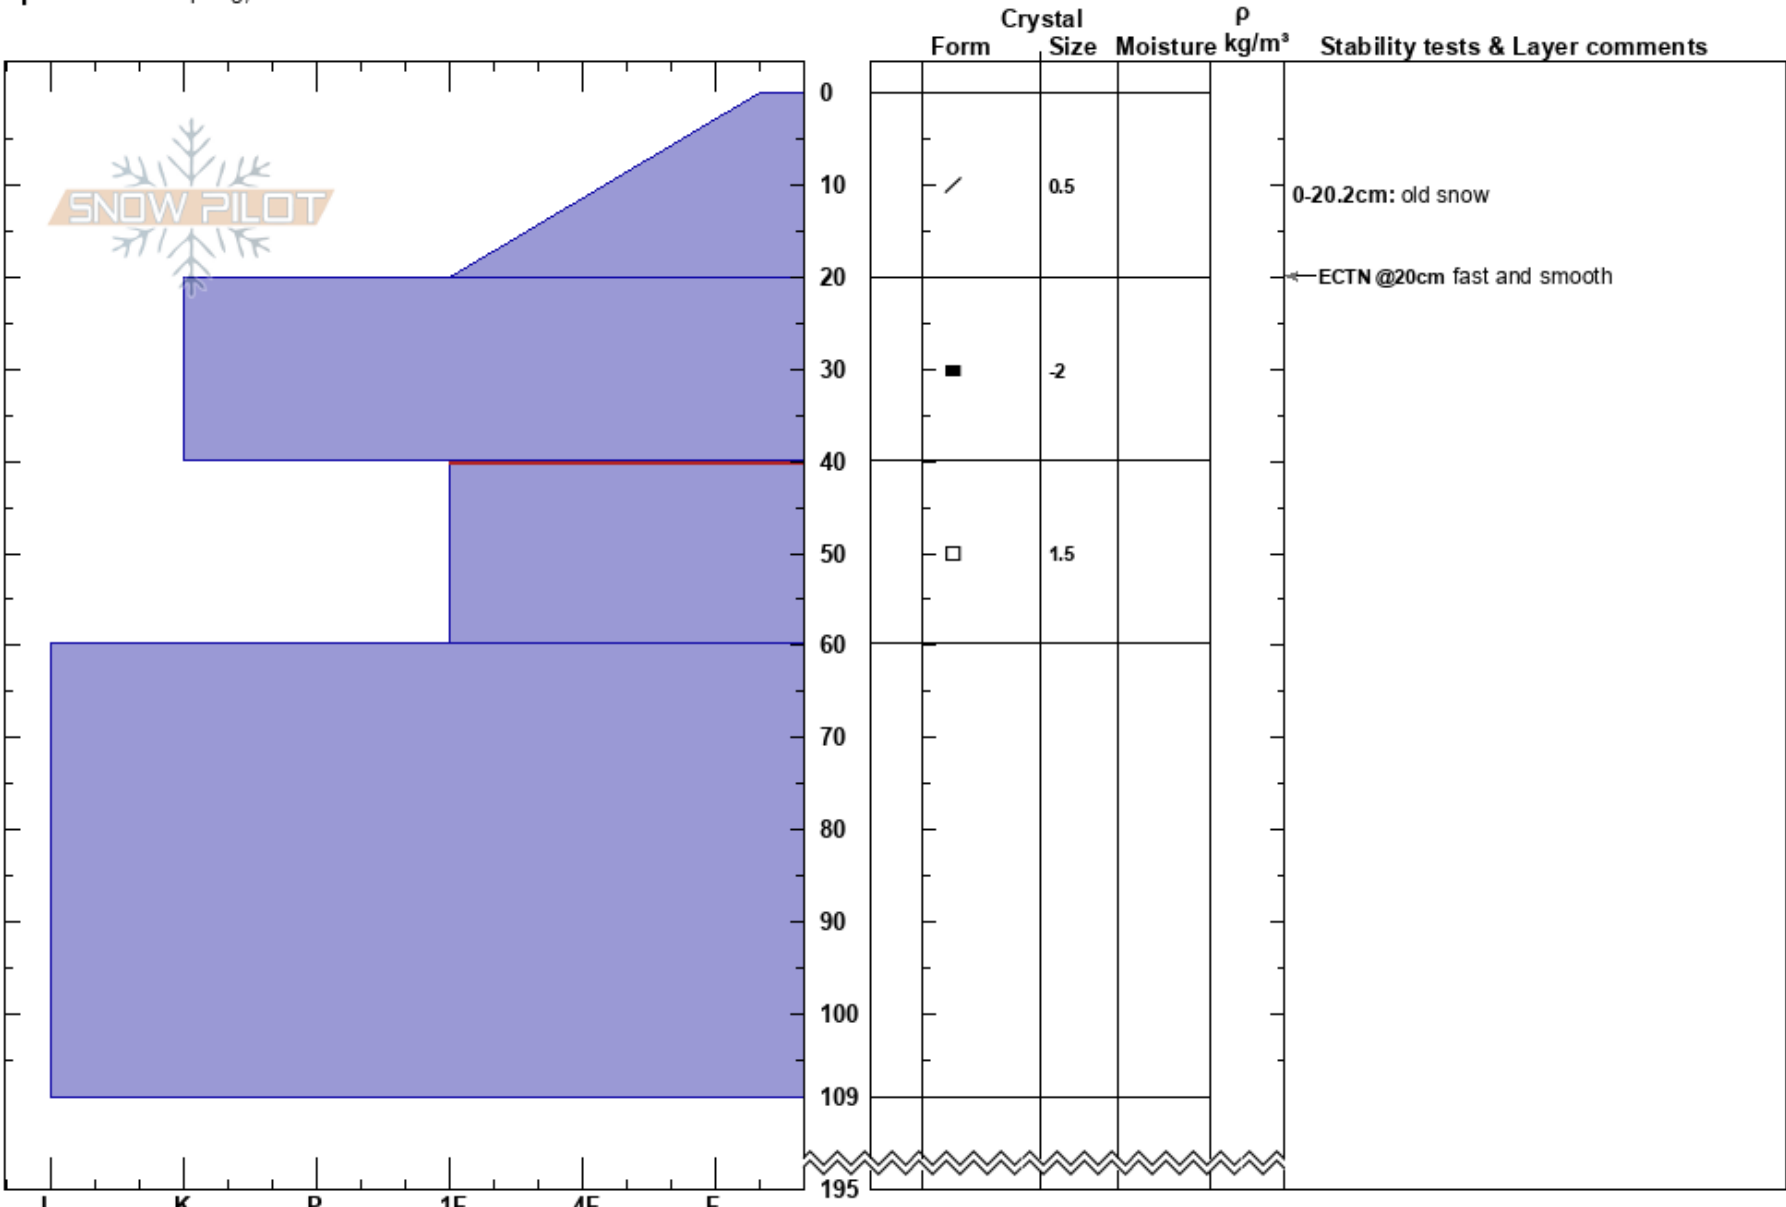 Crystal
ρ
Form Size Moisture kg/m³ Stability tests & Layer comments
0
10 0.5 0-20.2cm: old snow
SNOW PILOT
20 ECTN @20cm fast and smooth
30 -2
40
50 1.5
60
70
80
90
100
109
195
I K P 1F 4F F